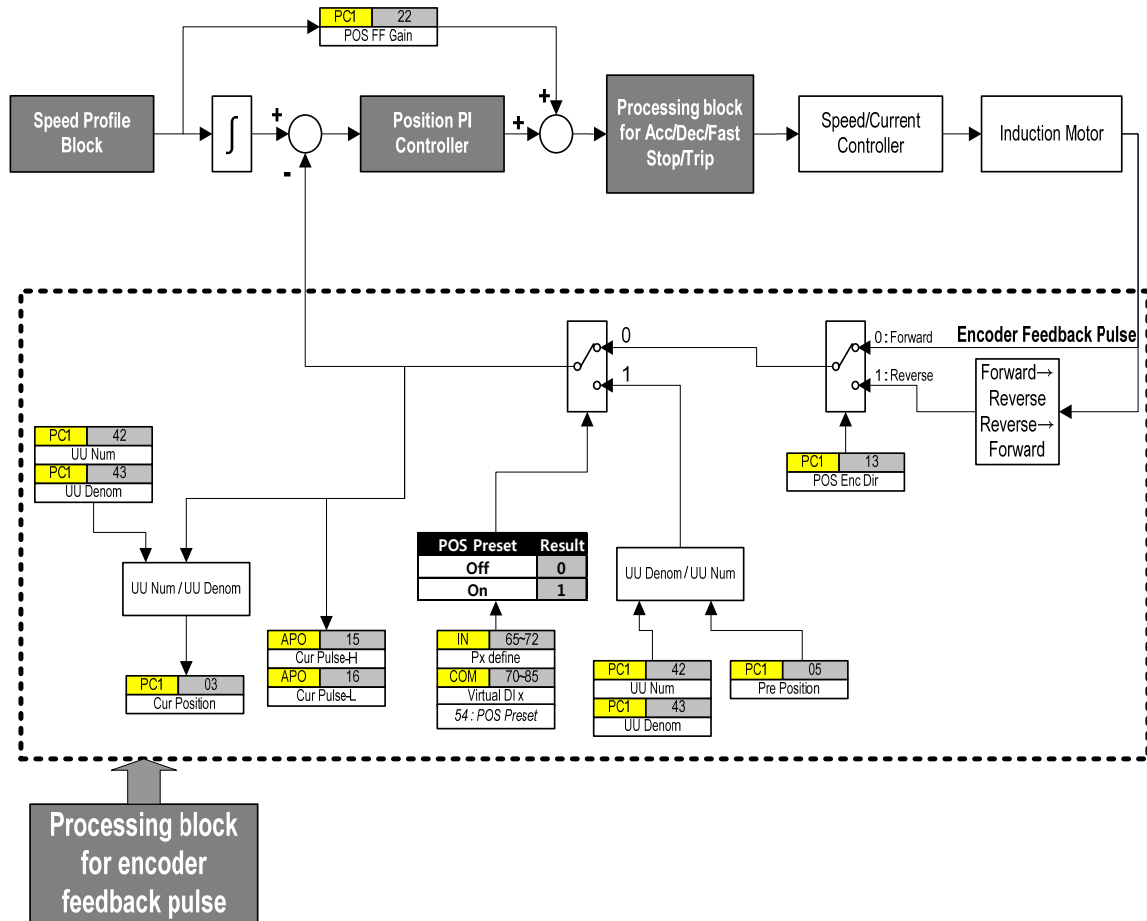 PC1 22
POS FF Gain
Speed Profile
Block
∫
+
-
Position PI
Controller
+
+
Processing block
for Acc/Dec/Fast
Stop/Trip
Speed/Current
Controller
Induction Motor
0
1
0 : Forward
Encoder Feedback Pulse
1 : Reverse
Forward→
Reverse
Reverse→
Forward
PC1 13
POS Enc Dir
PC1 42
UU Num
PC1 43
UU Denom
UU Num / UU Denom
PC1 03
Cur Position
APO 15
Cur Pulse-H
APO 16
Cur Pulse-L
POS Preset Result
Off 0
On 1
IN 65~72
Px define
COM 70~85
Virtual DI x
54 : POS Preset
UU Denom / UU Num
PC1 42
UU Num
PC1 43
UU Denom
PC1 05
Pre Position
Processing block
for encoder
feedback pulse